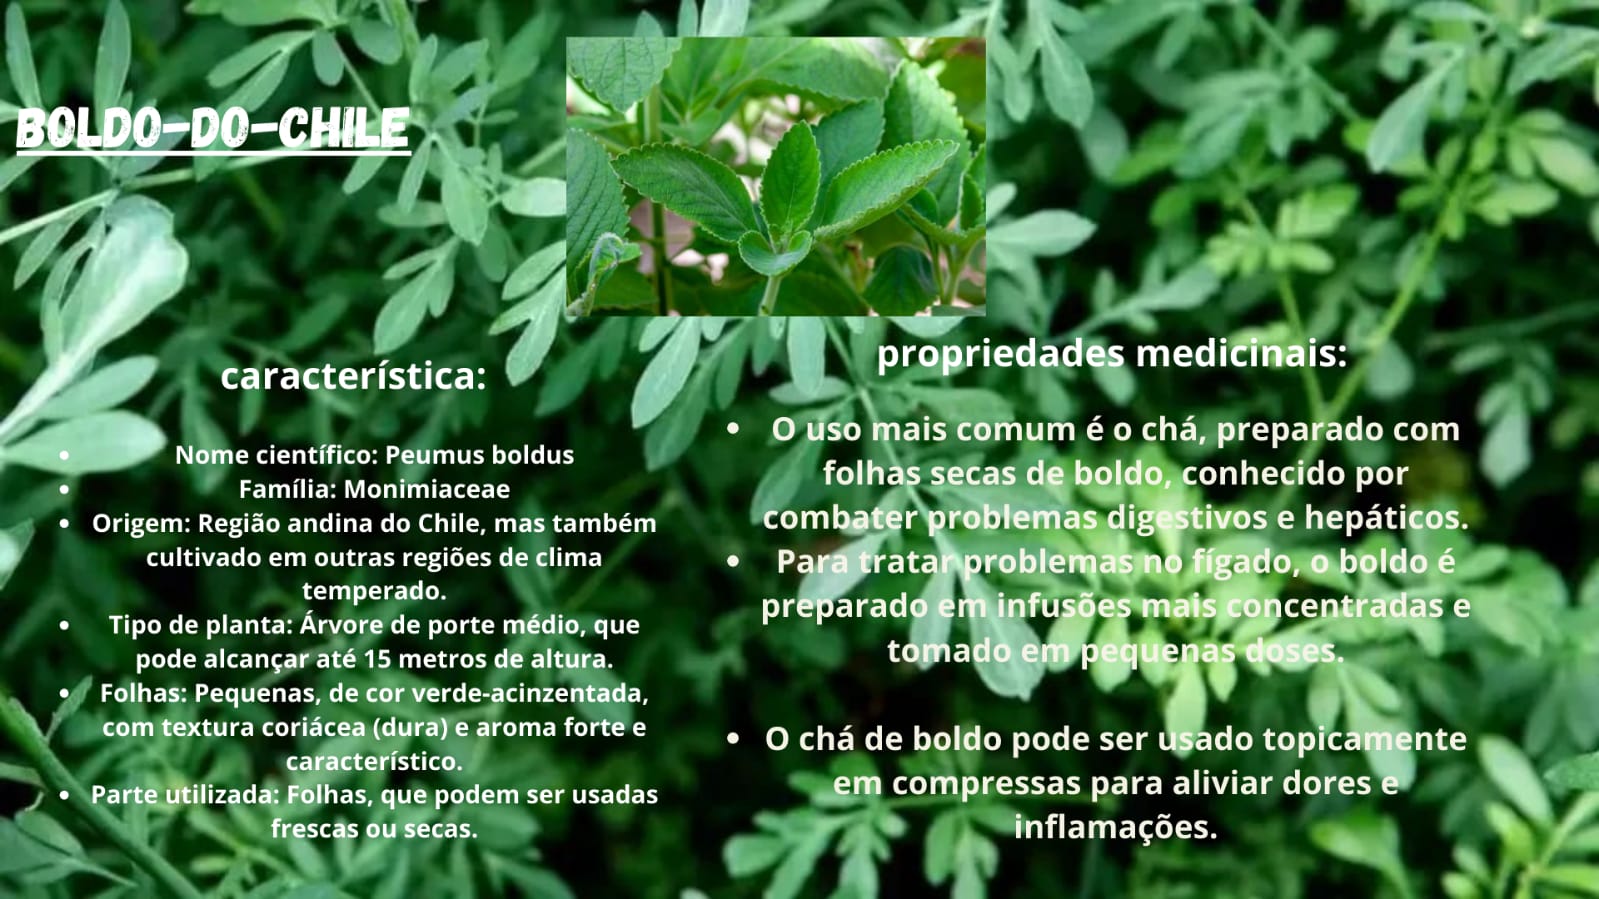 BOLDO-DO-CHILE
característica:
• Nome científico: Peumus boldus
• Família: Monimiaceae
• Origem: Região andina do Chile, mas também
cultivado em outras regiões de clima
temperado.
• Tipo de planta: Árvore de porte médio, que
pode alcançar até 15 metros de altura.
• Folhas: Pequenas, de cor verde-acinzentada,
com textura coriácea (dura) e aroma forte e
característico.
• Parte utilizada: Folhas, que podem ser usadas
frescas ou secas.
propriedades medicinais:
• O uso mais comum é o chá, preparado com
folhas secas de boldo, conhecido por
combater problemas digestivos e hepáticos.
• Para tratar problemas no fígado, o boldo é
preparado em infusões mais concentradas e
tomado em pequenas doses.
• O chá de boldo pode ser usado topicamente
em compressas para aliviar dores e
inflamações.